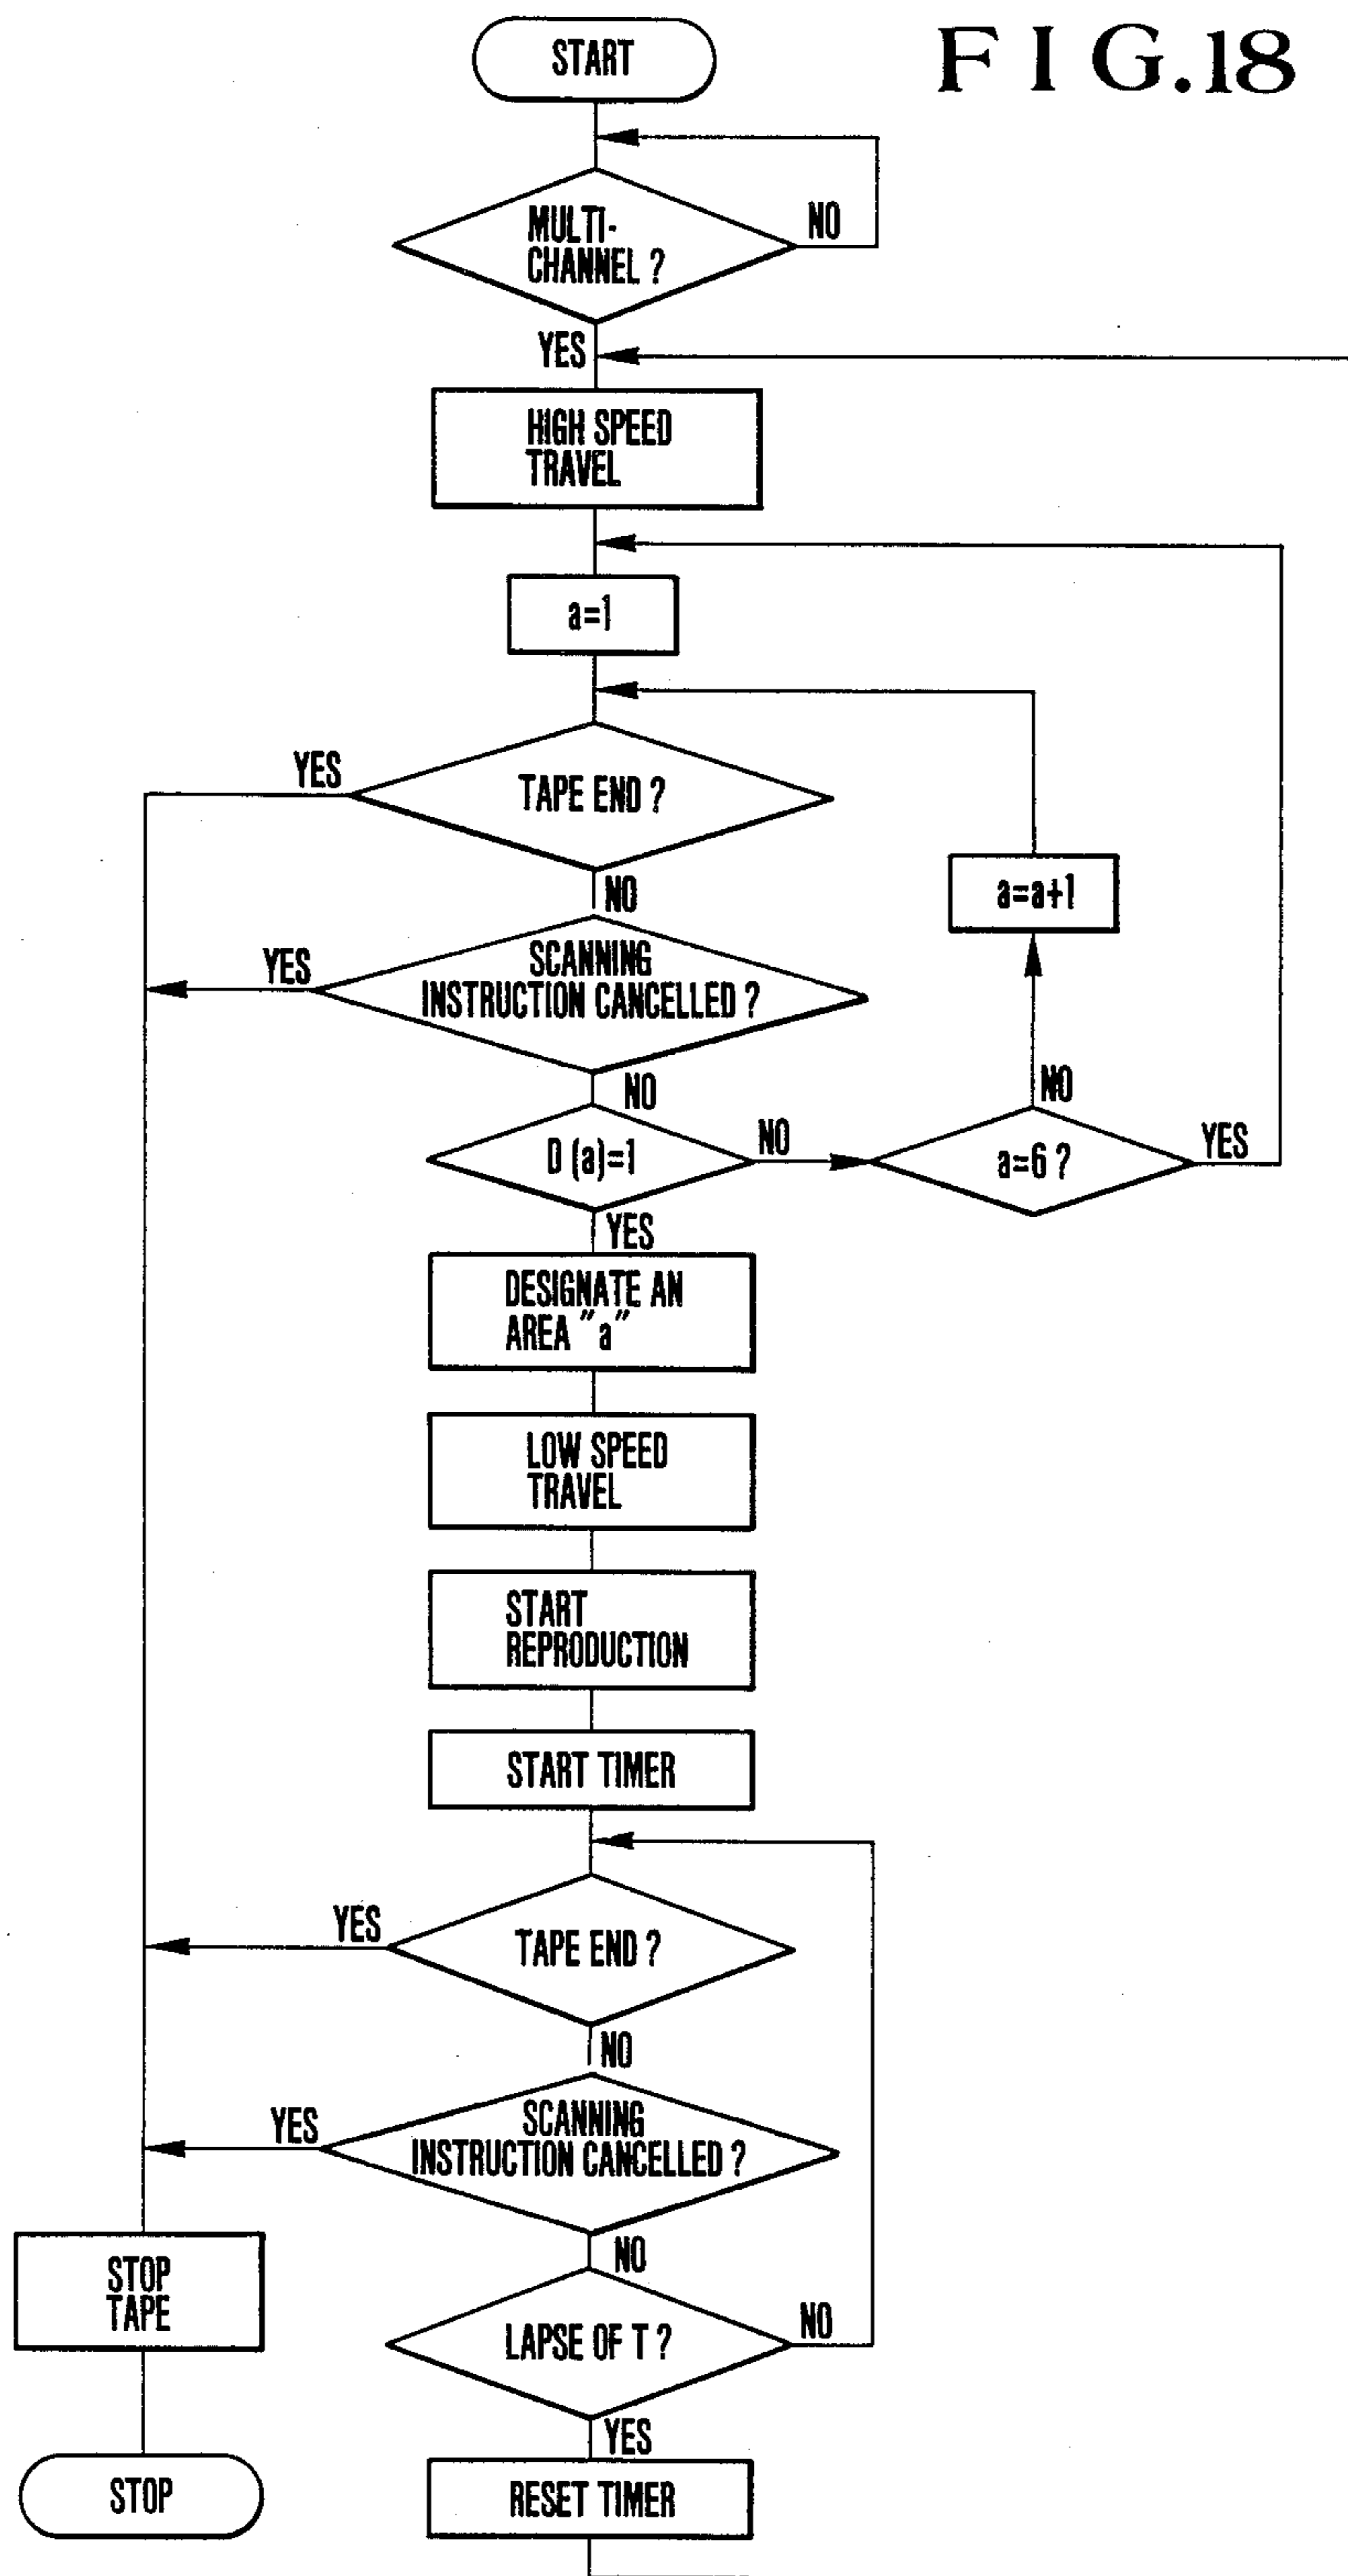 FIG.18
START
MULTI-
CHANNEL ?
NO
YES
HIGH SPEED
TRAVEL
a=1
YES
TAPE END ?
NO
a=a+1
YES
SCANNING
INSTRUCTION CANCELLED ?
NO
NO
D (a)=1
NO
a=6 ?
YES
YES
DESIGNATE AN
AREA "a"
LOW SPEED
TRAVEL
START
REPRODUCTION
START TIMER
YES
TAPE END ?
NO
YES
SCANNING
INSTRUCTION CANCELLED ?
NO
STOP
TAPE
LAPSE OF T ?
NO
YES
STOP
RESET TIMER